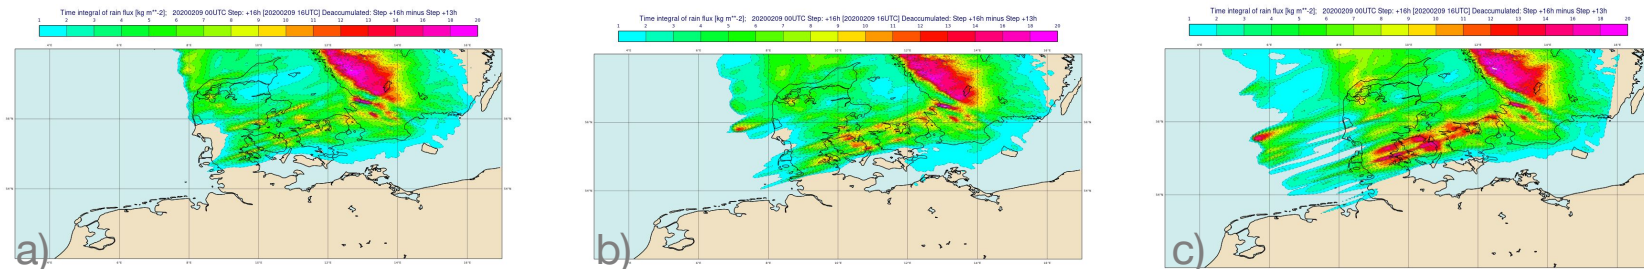 Time integral of rain flux [kg m**-2]; 20200209 00UTC Step: +16h [20200209 16UTC] Deaccumulated: Step +16h minus Step +13h
1 2 3 4 5 6 7 8 9 10 11 12 13 14 16 18 20
a)
Time integral of rain flux [kg m**-2]; 20200209 00UTC Step: +16h [20200209 16UTC] Deaccumulated: Step +16h minus Step +13h
1 2 3 4 5 6 7 8 9 10 11 12 13 14 16 18 20
b)
Time integral of rain flux [kg m**-2]; 20200209 00UTC Step: +16h [20200209 16UTC] Deaccumulated: Step +16h minus Step +13h
1 2 3 4 5 6 7 8 9 10 11 12 13 14 16 18 20
c)